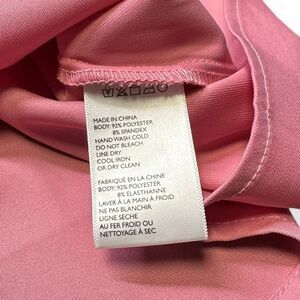 MADE IN CHINA
BODY: 92% POLYESTER
8% SPANDEX
HAND WASH COLD
DO NOT BLEACH
LINE DRY
COOL IRON
OR DRY CLEAN
FABRIQUÉ EN LA CHINE
BODY: 92% POLYESTER
8% ÉLASTHANNE
LAVER À LA MAIN À FROID
NE PAS BLANCHIR
LIGNE SÈCHE
AU FER FROID OU
NETTOYAGE À SEC